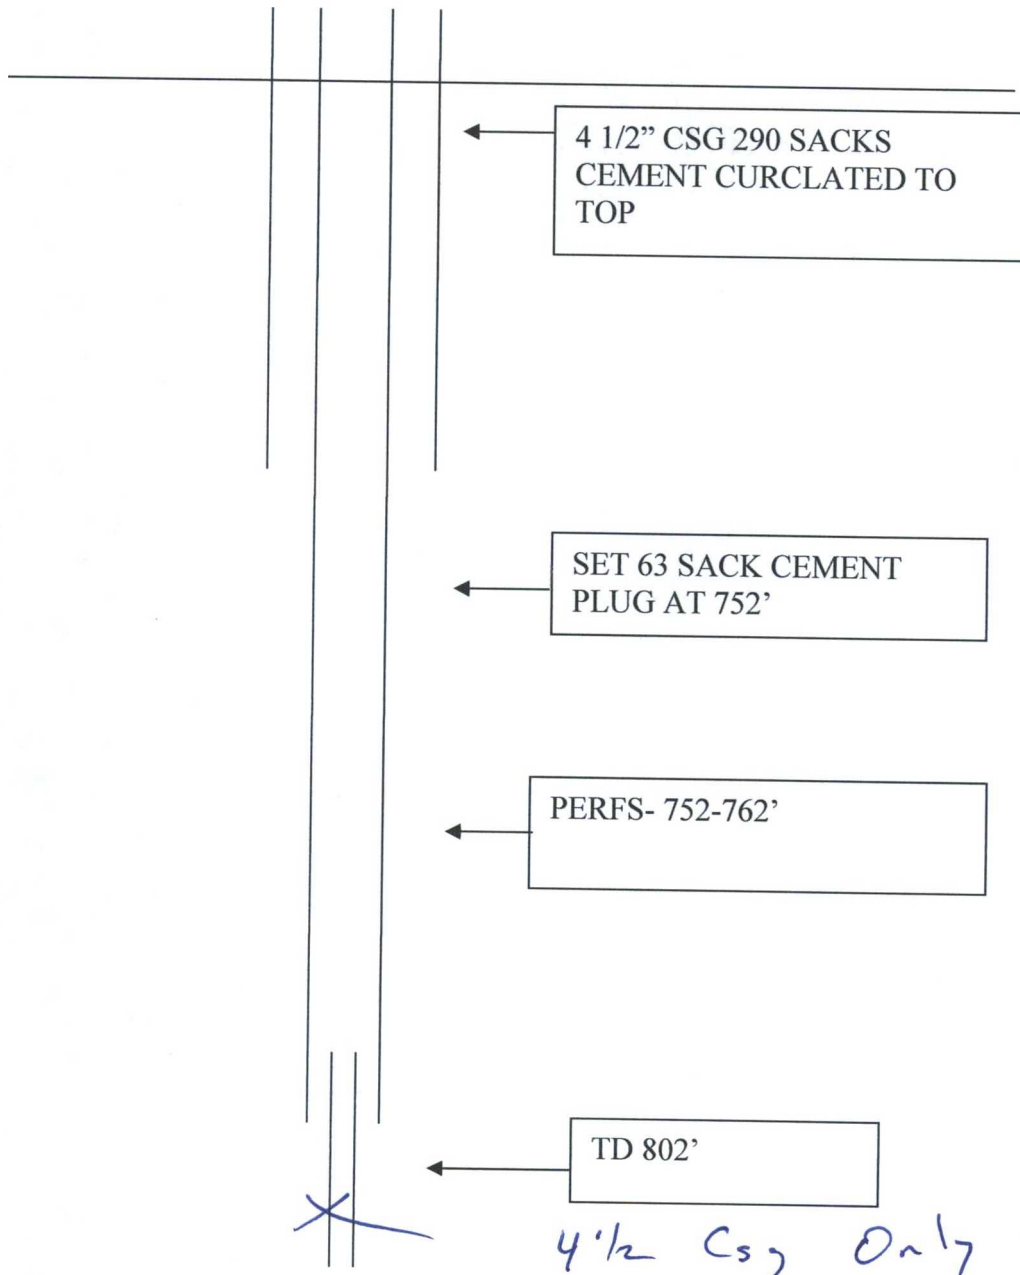 4 1/2” CSG 290 SACKS
CEMENT CURCLATED TO
TOP
SET 63 SACK CEMENT
PLUG AT 752’
PERFS- 752-762’
TD 802’
4 1/2 Csg Only